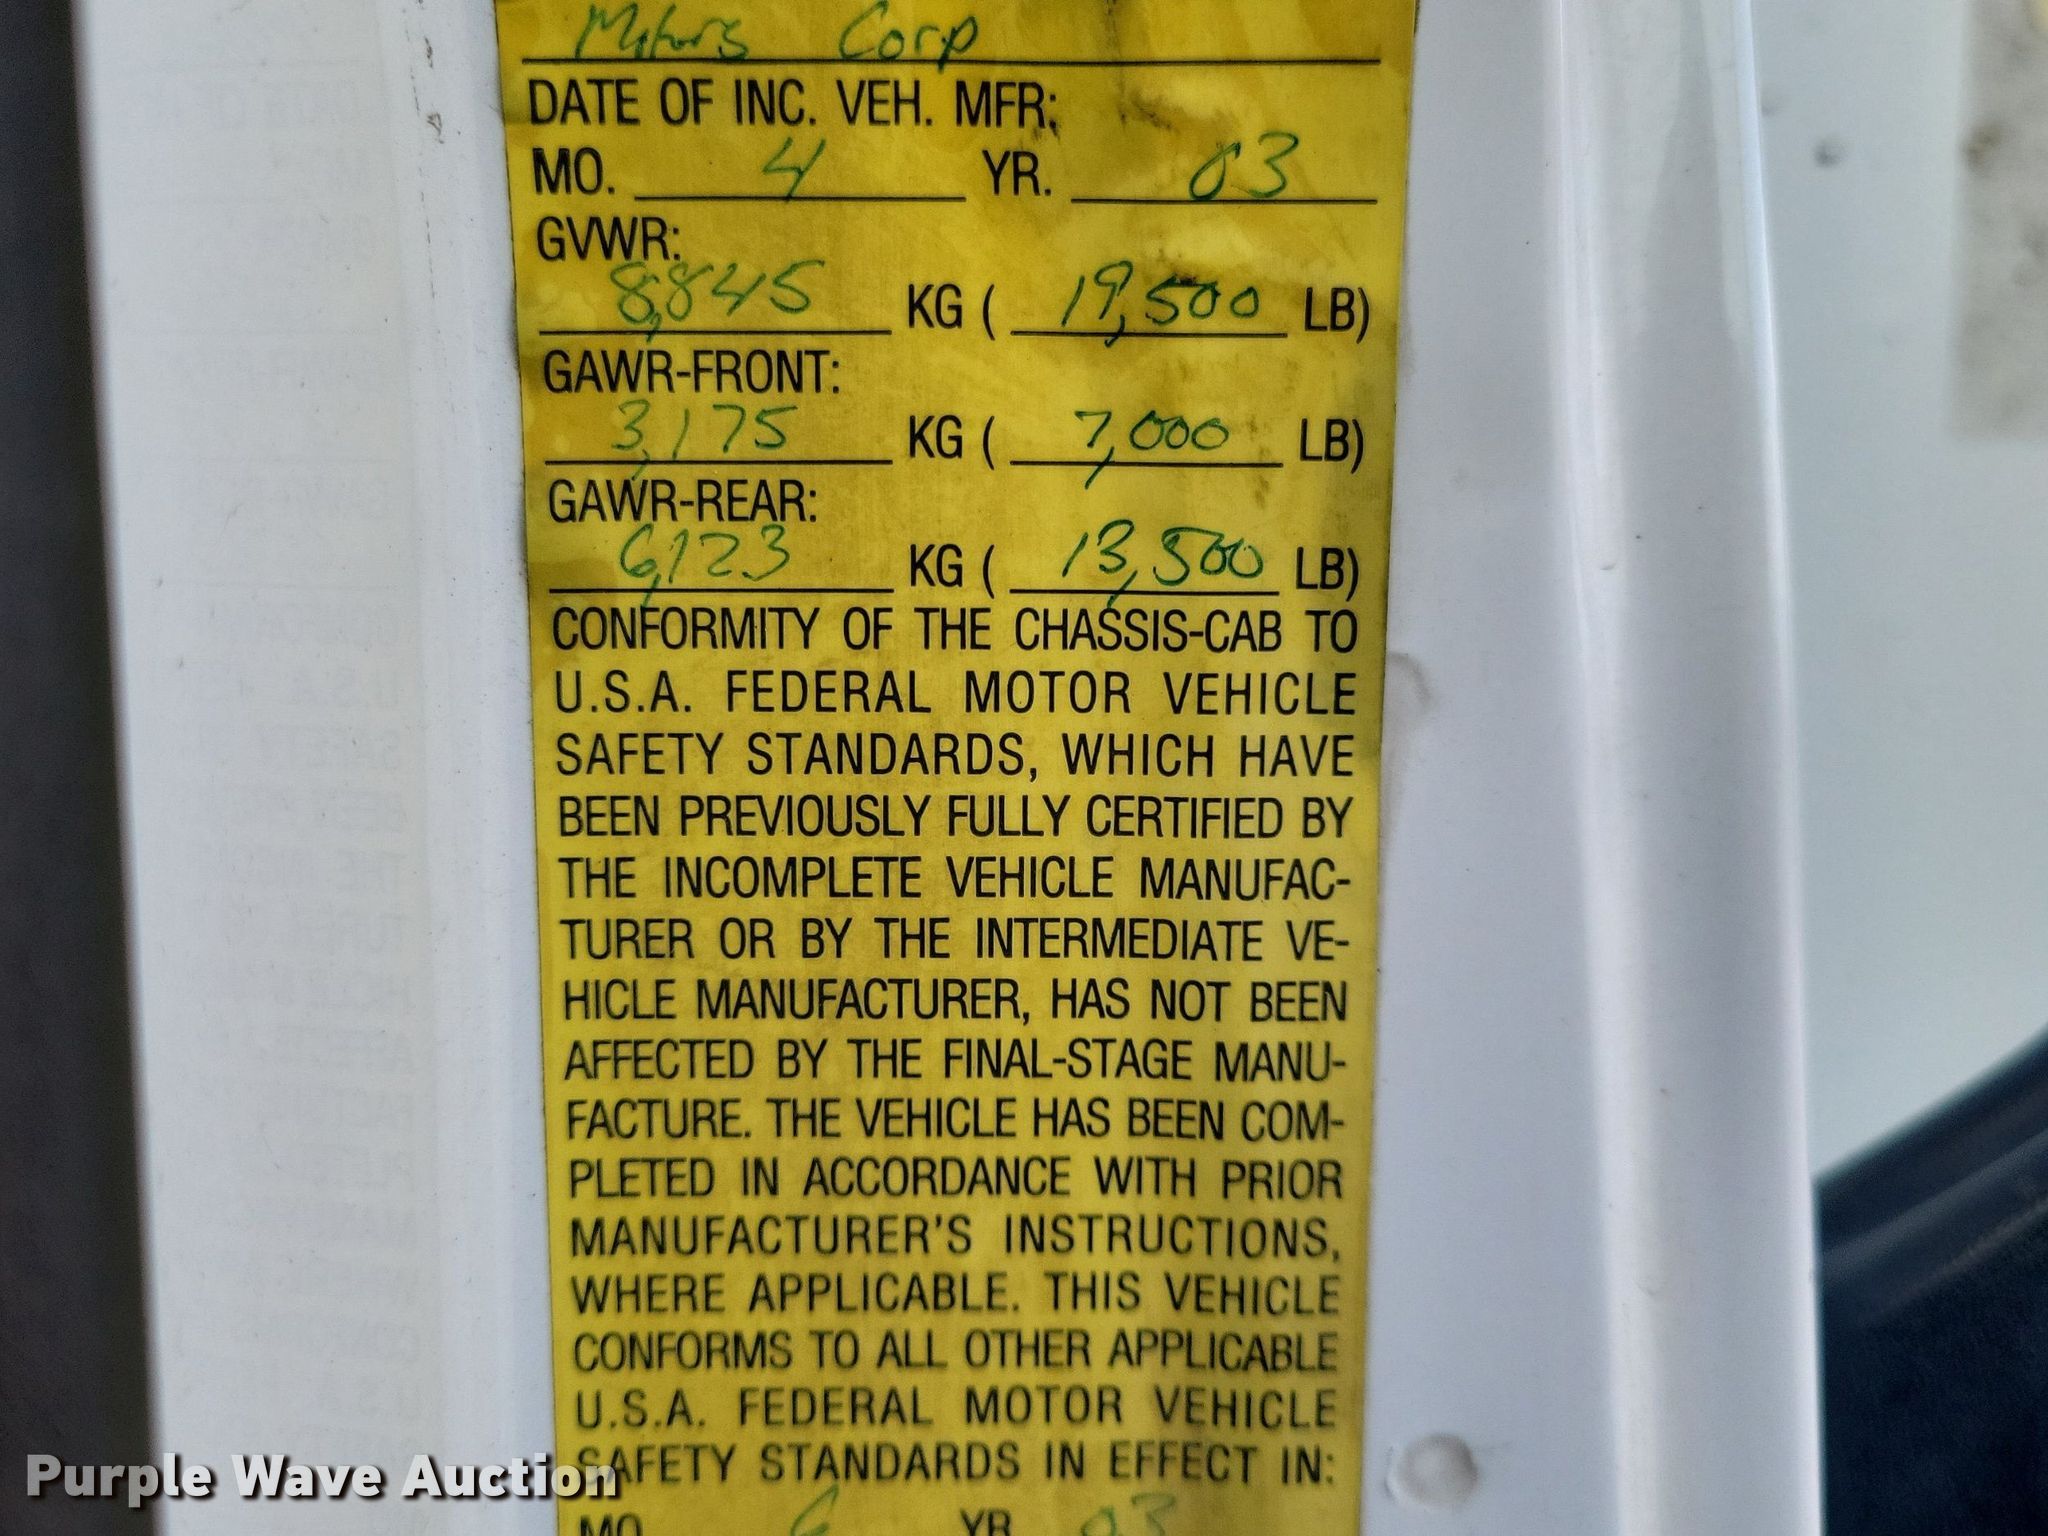 Motors Corp
DATE OF INC. VEH. MFR:
MO. 4 YR. 03
GVWR:
8,845 KG ( 19,500 LB)
GAWR-FRONT:
3,175 KG ( 7,000 LB)
GAWR-REAR:
6,123 KG ( 13,500 LB)
CONFORMITY OF THE CHASSIS-CAB TO
U.S.A. FEDERAL MOTOR VEHICLE
SAFETY STANDARDS, WHICH HAVE
BEEN PREVIOUSLY FULLY CERTIFIED BY
THE INCOMPLETE VEHICLE MANUFAC-
TURER OR BY THE INTERMEDIATE VE-
HICLE MANUFACTURER, HAS NOT BEEN
AFFECTED BY THE FINAL-STAGE MANU-
FACTURE. THE VEHICLE HAS BEEN COM-
PLETED IN ACCORDANCE WITH PRIOR
MANUFACTURER'S INSTRUCTIONS,
WHERE APPLICABLE. THIS VEHICLE
CONFORMS TO ALL OTHER APPLICABLE
U.S.A. FEDERAL MOTOR VEHICLE
SAFETY STANDARDS IN EFFECT IN:
MO. 6 YR. 03
Purple Wave Auction